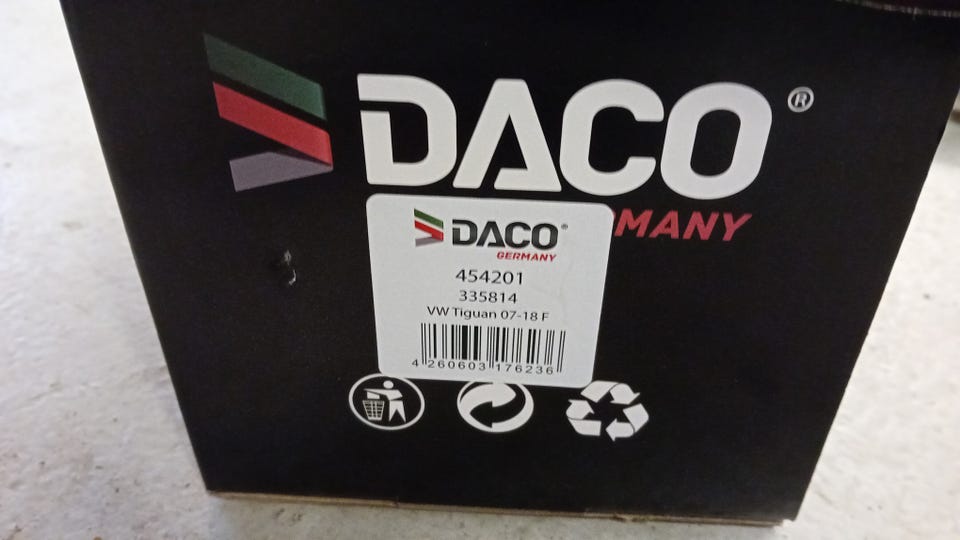 DACO®
MANY
DACO®
GERMANY
454201
335814
VW Tiguan 07-18 F
4 260603 176236